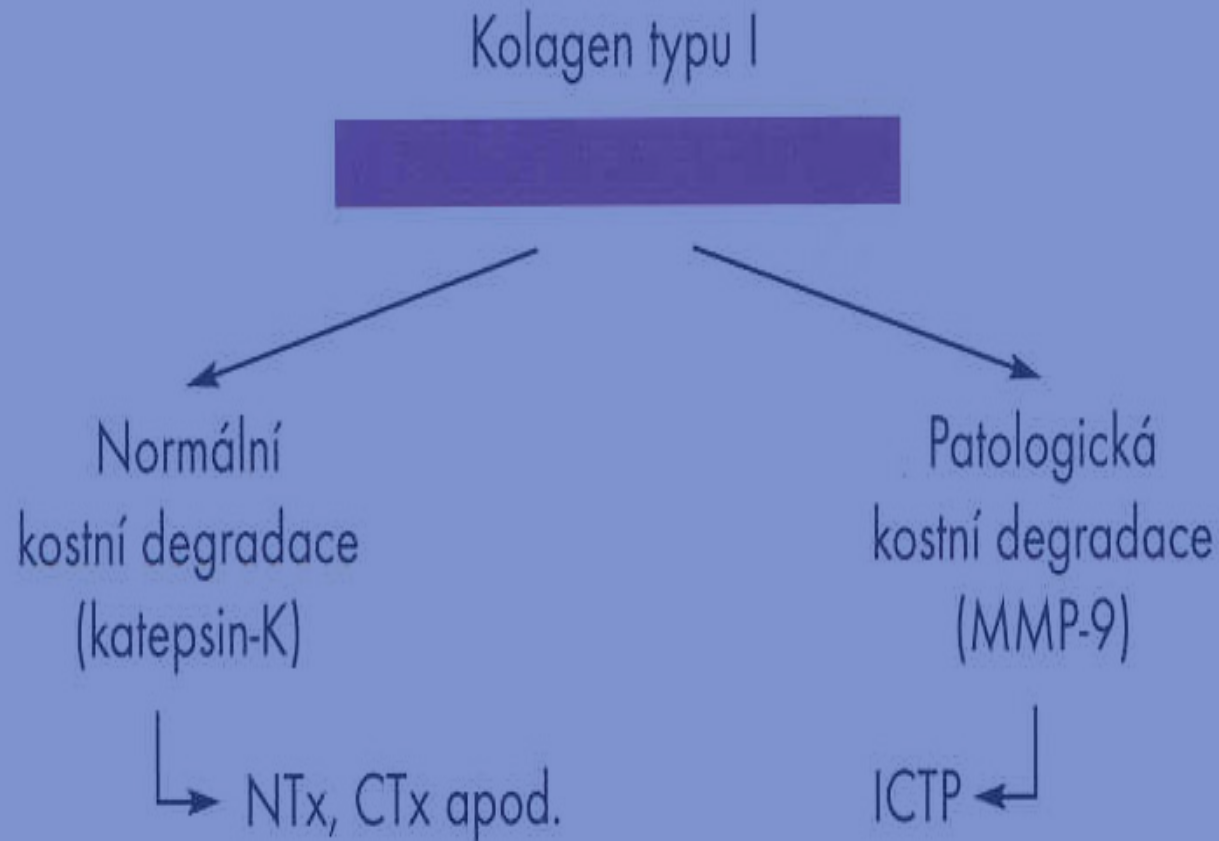 Kolagen typu I
Normální
kostní degradace
(katepsin-K)
NTx, CTx apod.
Patologická
kostní degradace
(MMP-9)
ICTP